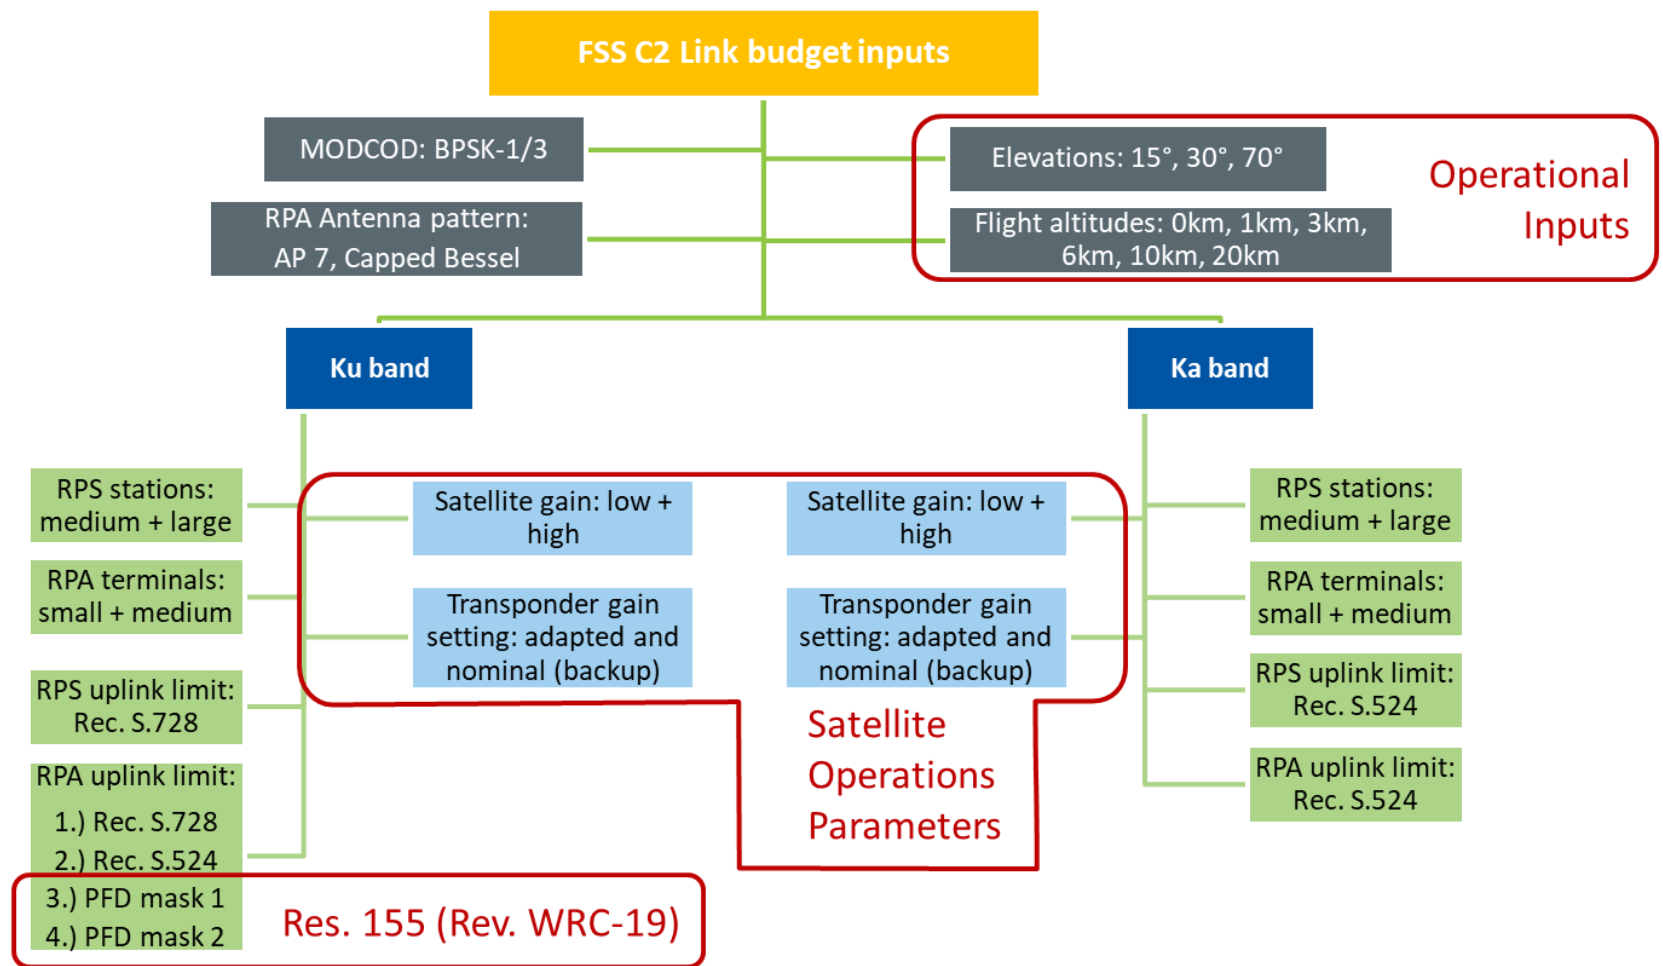 FSS C2 Link budget inputs
MODCOD: BPSK-1/3
RPA Antenna pattern:
AP 7, Capped Bessel
Elevations: 15°, 30°, 70°
Flight altitudes: 0km, 1km, 3km,
6km, 10km, 20km
Operational
Inputs
Ku band
Ka band
RPS stations:
medium + large
RPA terminals:
small + medium
RPS uplink limit:
Rec. S.728
RPA uplink limit:
1.) Rec. S.728
2.) Rec. S.524
3.) PFD mask 1
4.) PFD mask 2
Res. 155 (Rev. WRC-19)
Satellite gain: low +
high
Transponder gain
setting: adapted and
nominal (backup)
Satellite gain: low +
high
Transponder gain
setting: adapted and
nominal (backup)
Satellite
Operations
Parameters
RPS stations:
medium + large
RPA terminals:
small + medium
RPS uplink limit:
Rec. S.524
RPA uplink limit:
Rec. S.524